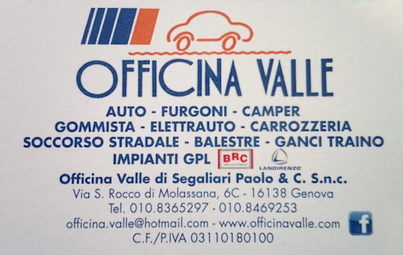 OFFICINA VALLE
AUTO - FURGONI - CAMPER
GOMMISTA - ELETTRAUTO - CARROZZERIA
SOCCORSO STRADALE - BALESTRE - GANCI TRAINO
IMPIANTI GPL BRC LANDIRENZO
Officina Valle di Segaliari Paolo & C. S.n.c.
Via S. Rocco di Molassana, 6C - 16138 Genova
Tel. 010.8365297 - 010.8469253
officina.valle@hotmail.com - www.officinavalle.com f
C.F./P.IVA 03110180100